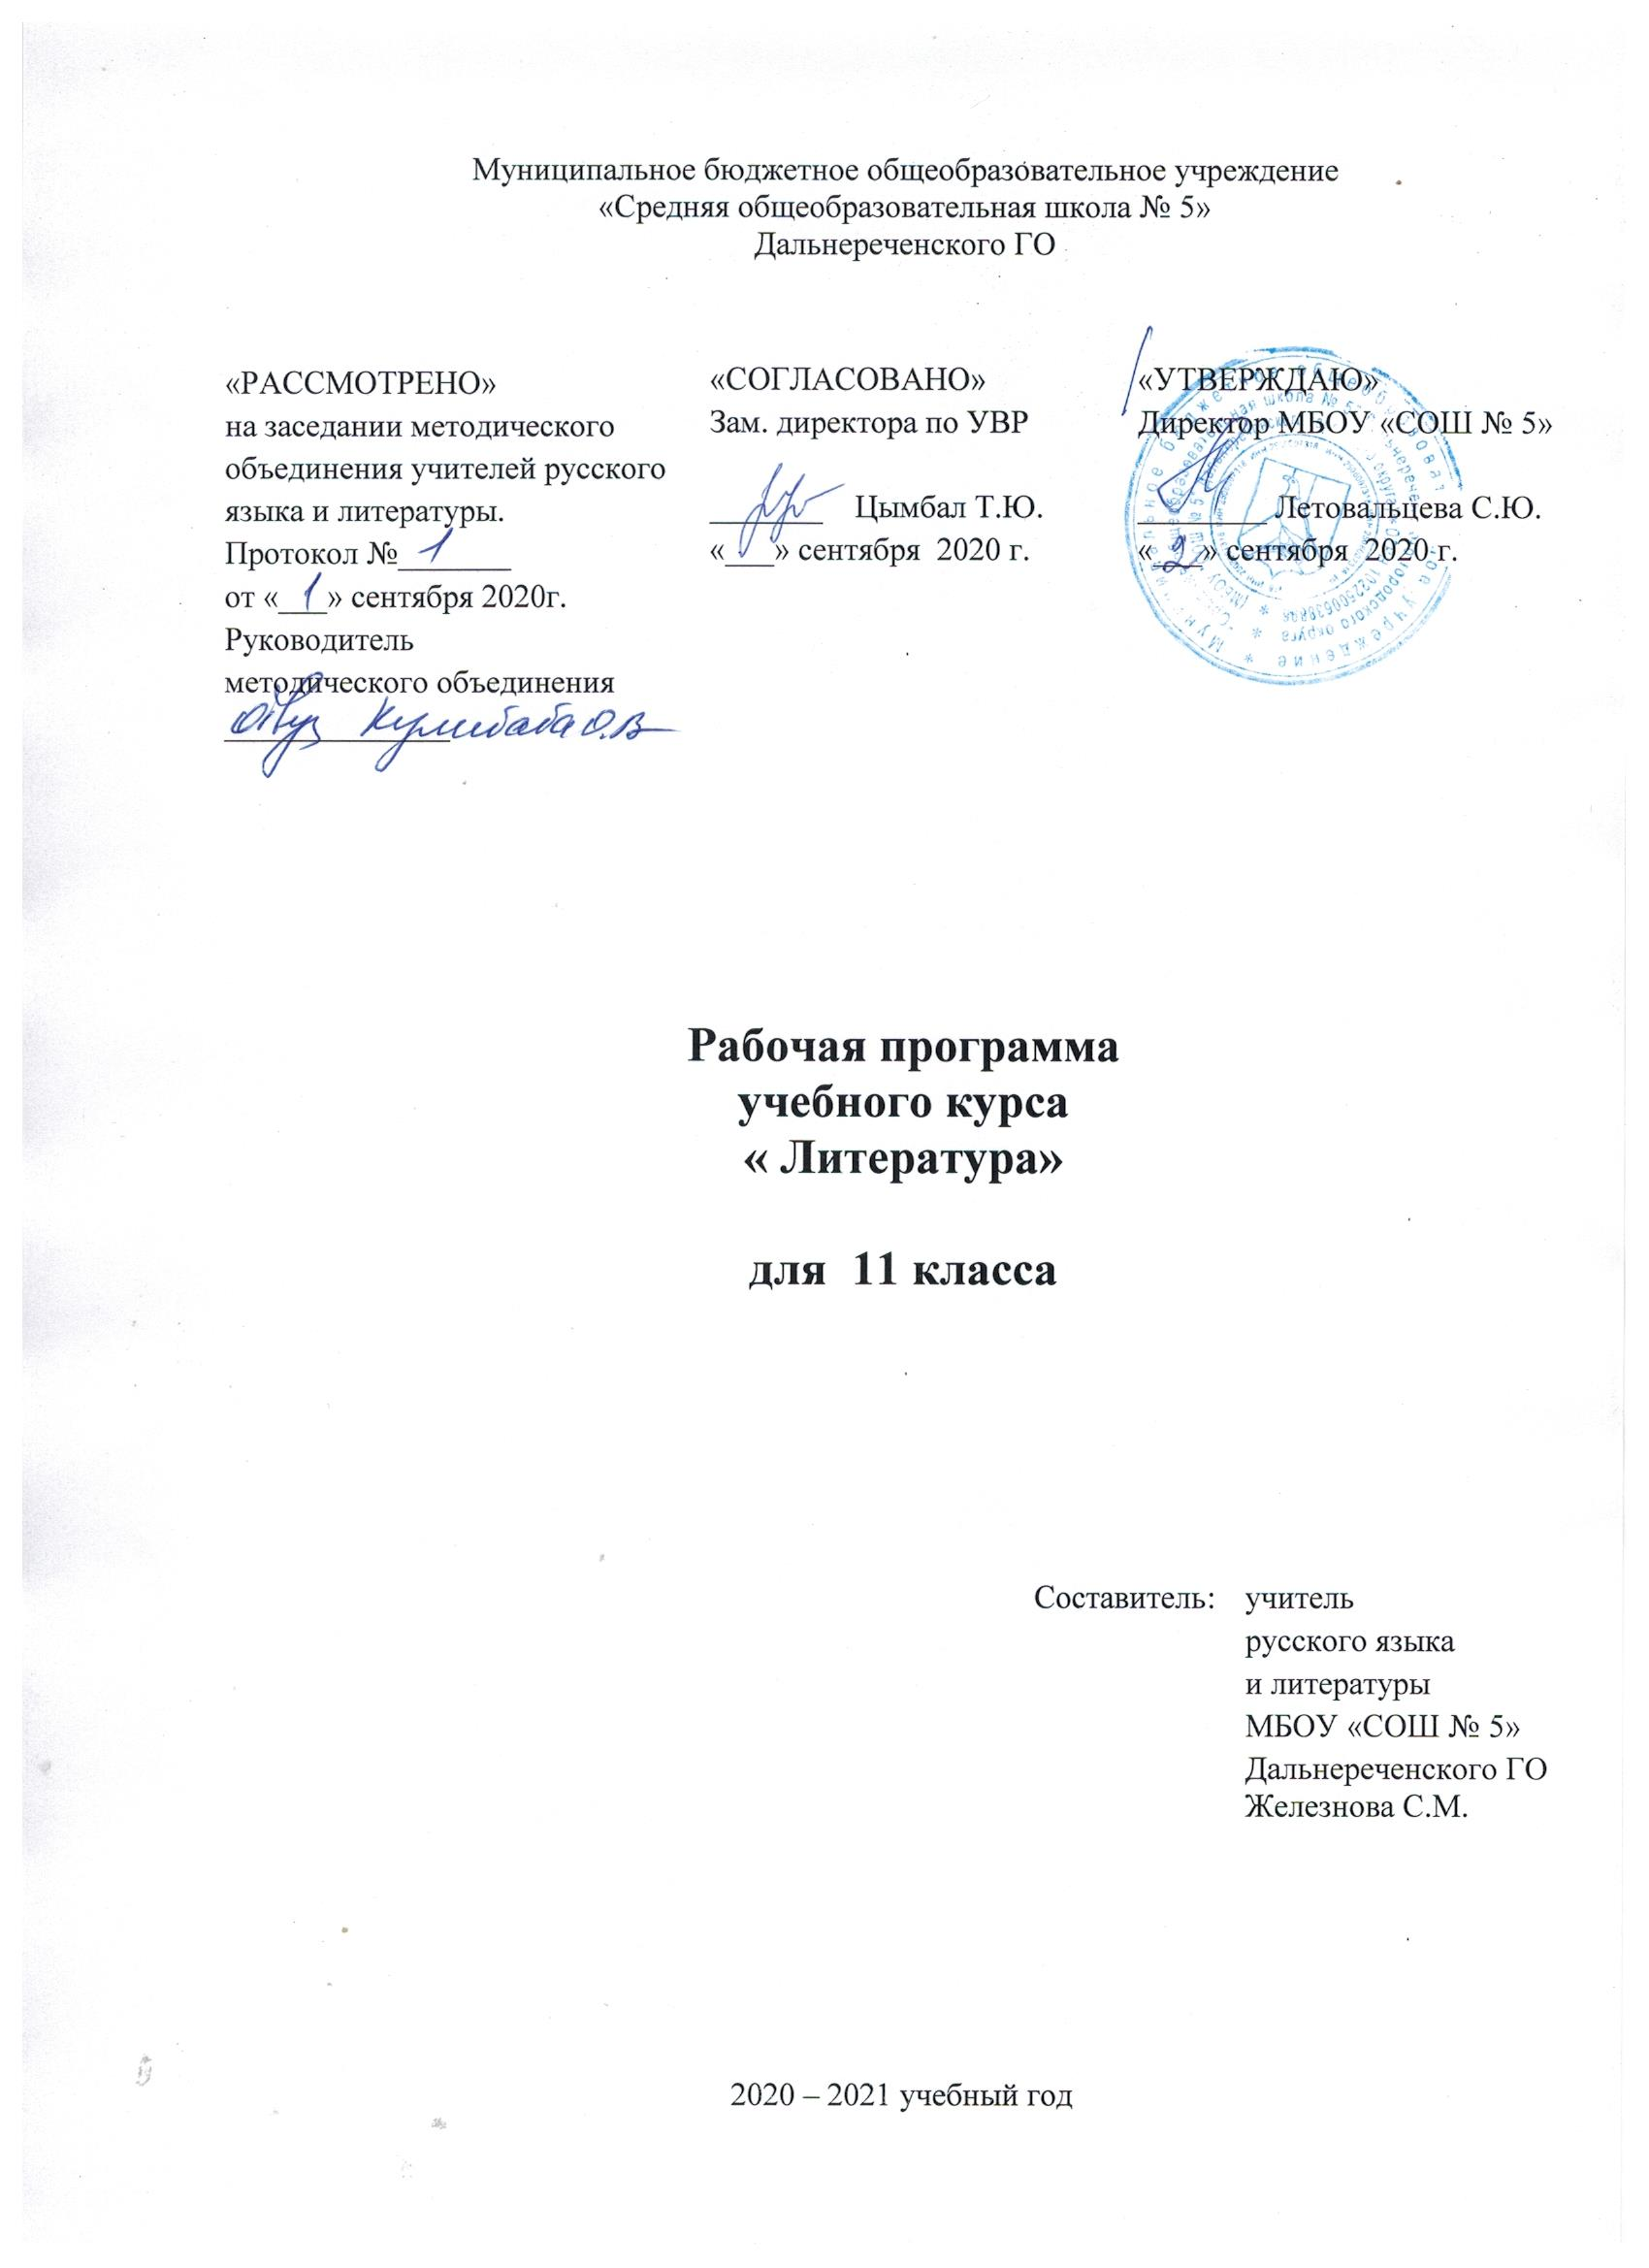 Муниципальное бюджетное общеобразовательное учреждение
«Средняя общеобразовательная школа № 5»
Дальнереченского ГО
«РАССМОТРЕНО»
на заседании методического
объединения учителей русского
языка и литературы.
Протокол № 1
от « 1 » сентября 2020г.
Руководитель
методического объединения
Кулибаба О.В
«СОГЛАСОВАНО»
Зам. директора по УВР
Цымбал Т.Ю.
«___» сентября 2020 г.
«УТВЕРЖДАЮ»
Директор МБОУ «СОШ № 5»
Летовальцева С.Ю.
« 2 » сентября 2020 г.
Рабочая программа
учебного курса
« Литература»
для 11 класса
Составитель: учитель
русского языка
и литературы
МБОУ «СОШ № 5»
Дальнереченского ГО
Железнова С.М.
2020 – 2021 учебный год